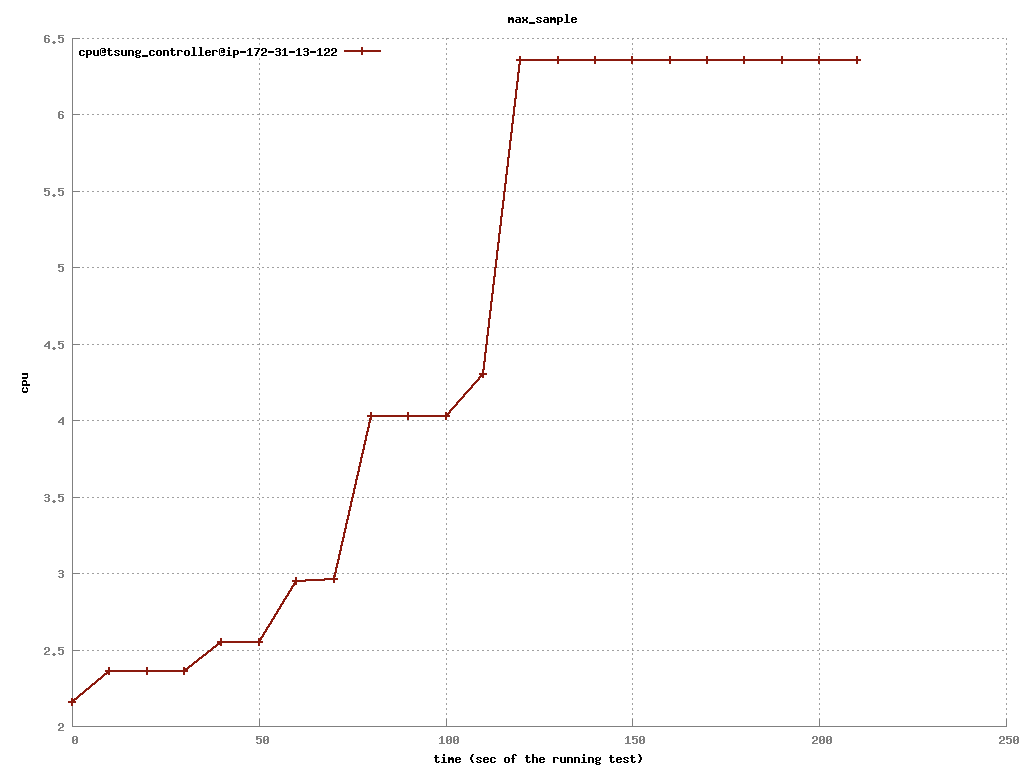 max_sample
cpu@tsung_controller@ip-172-31-13-122
6.5
6
5.5
5
4.5
4
3.5
3
2.5
2
cpu
0 50 100 150 200 250
time (sec of the running test)